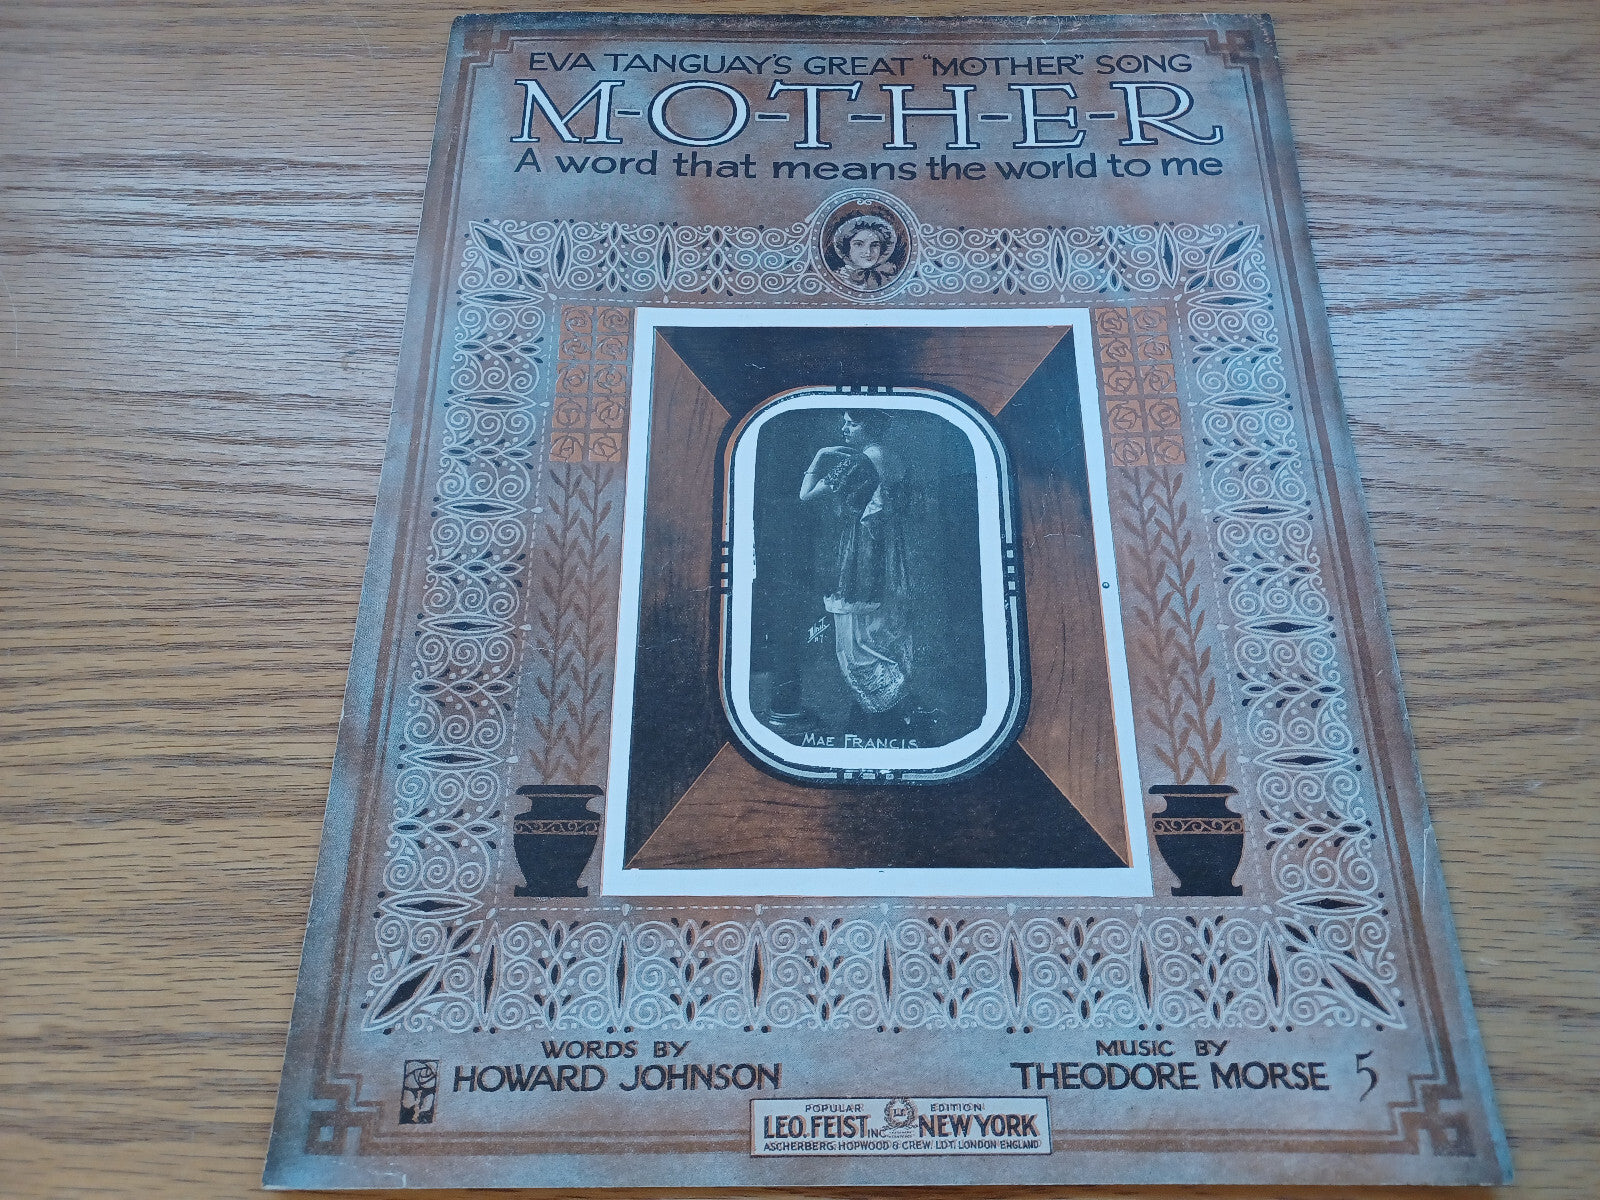 EVA TANGUAY'S GREAT "MOTHER" SONG
M-O-T-H-E-R
A word that means the world to me
MAE FRANCIS
WORDS BY
HOWARD JOHNSON
MUSIC BY
THEODORE MORSE
5
POPULAR EDITION
LEO. FEIST INC. NEW YORK
ASCHERBERG, HOPWOOD & CREW, LDT. LONDON ENGLAND